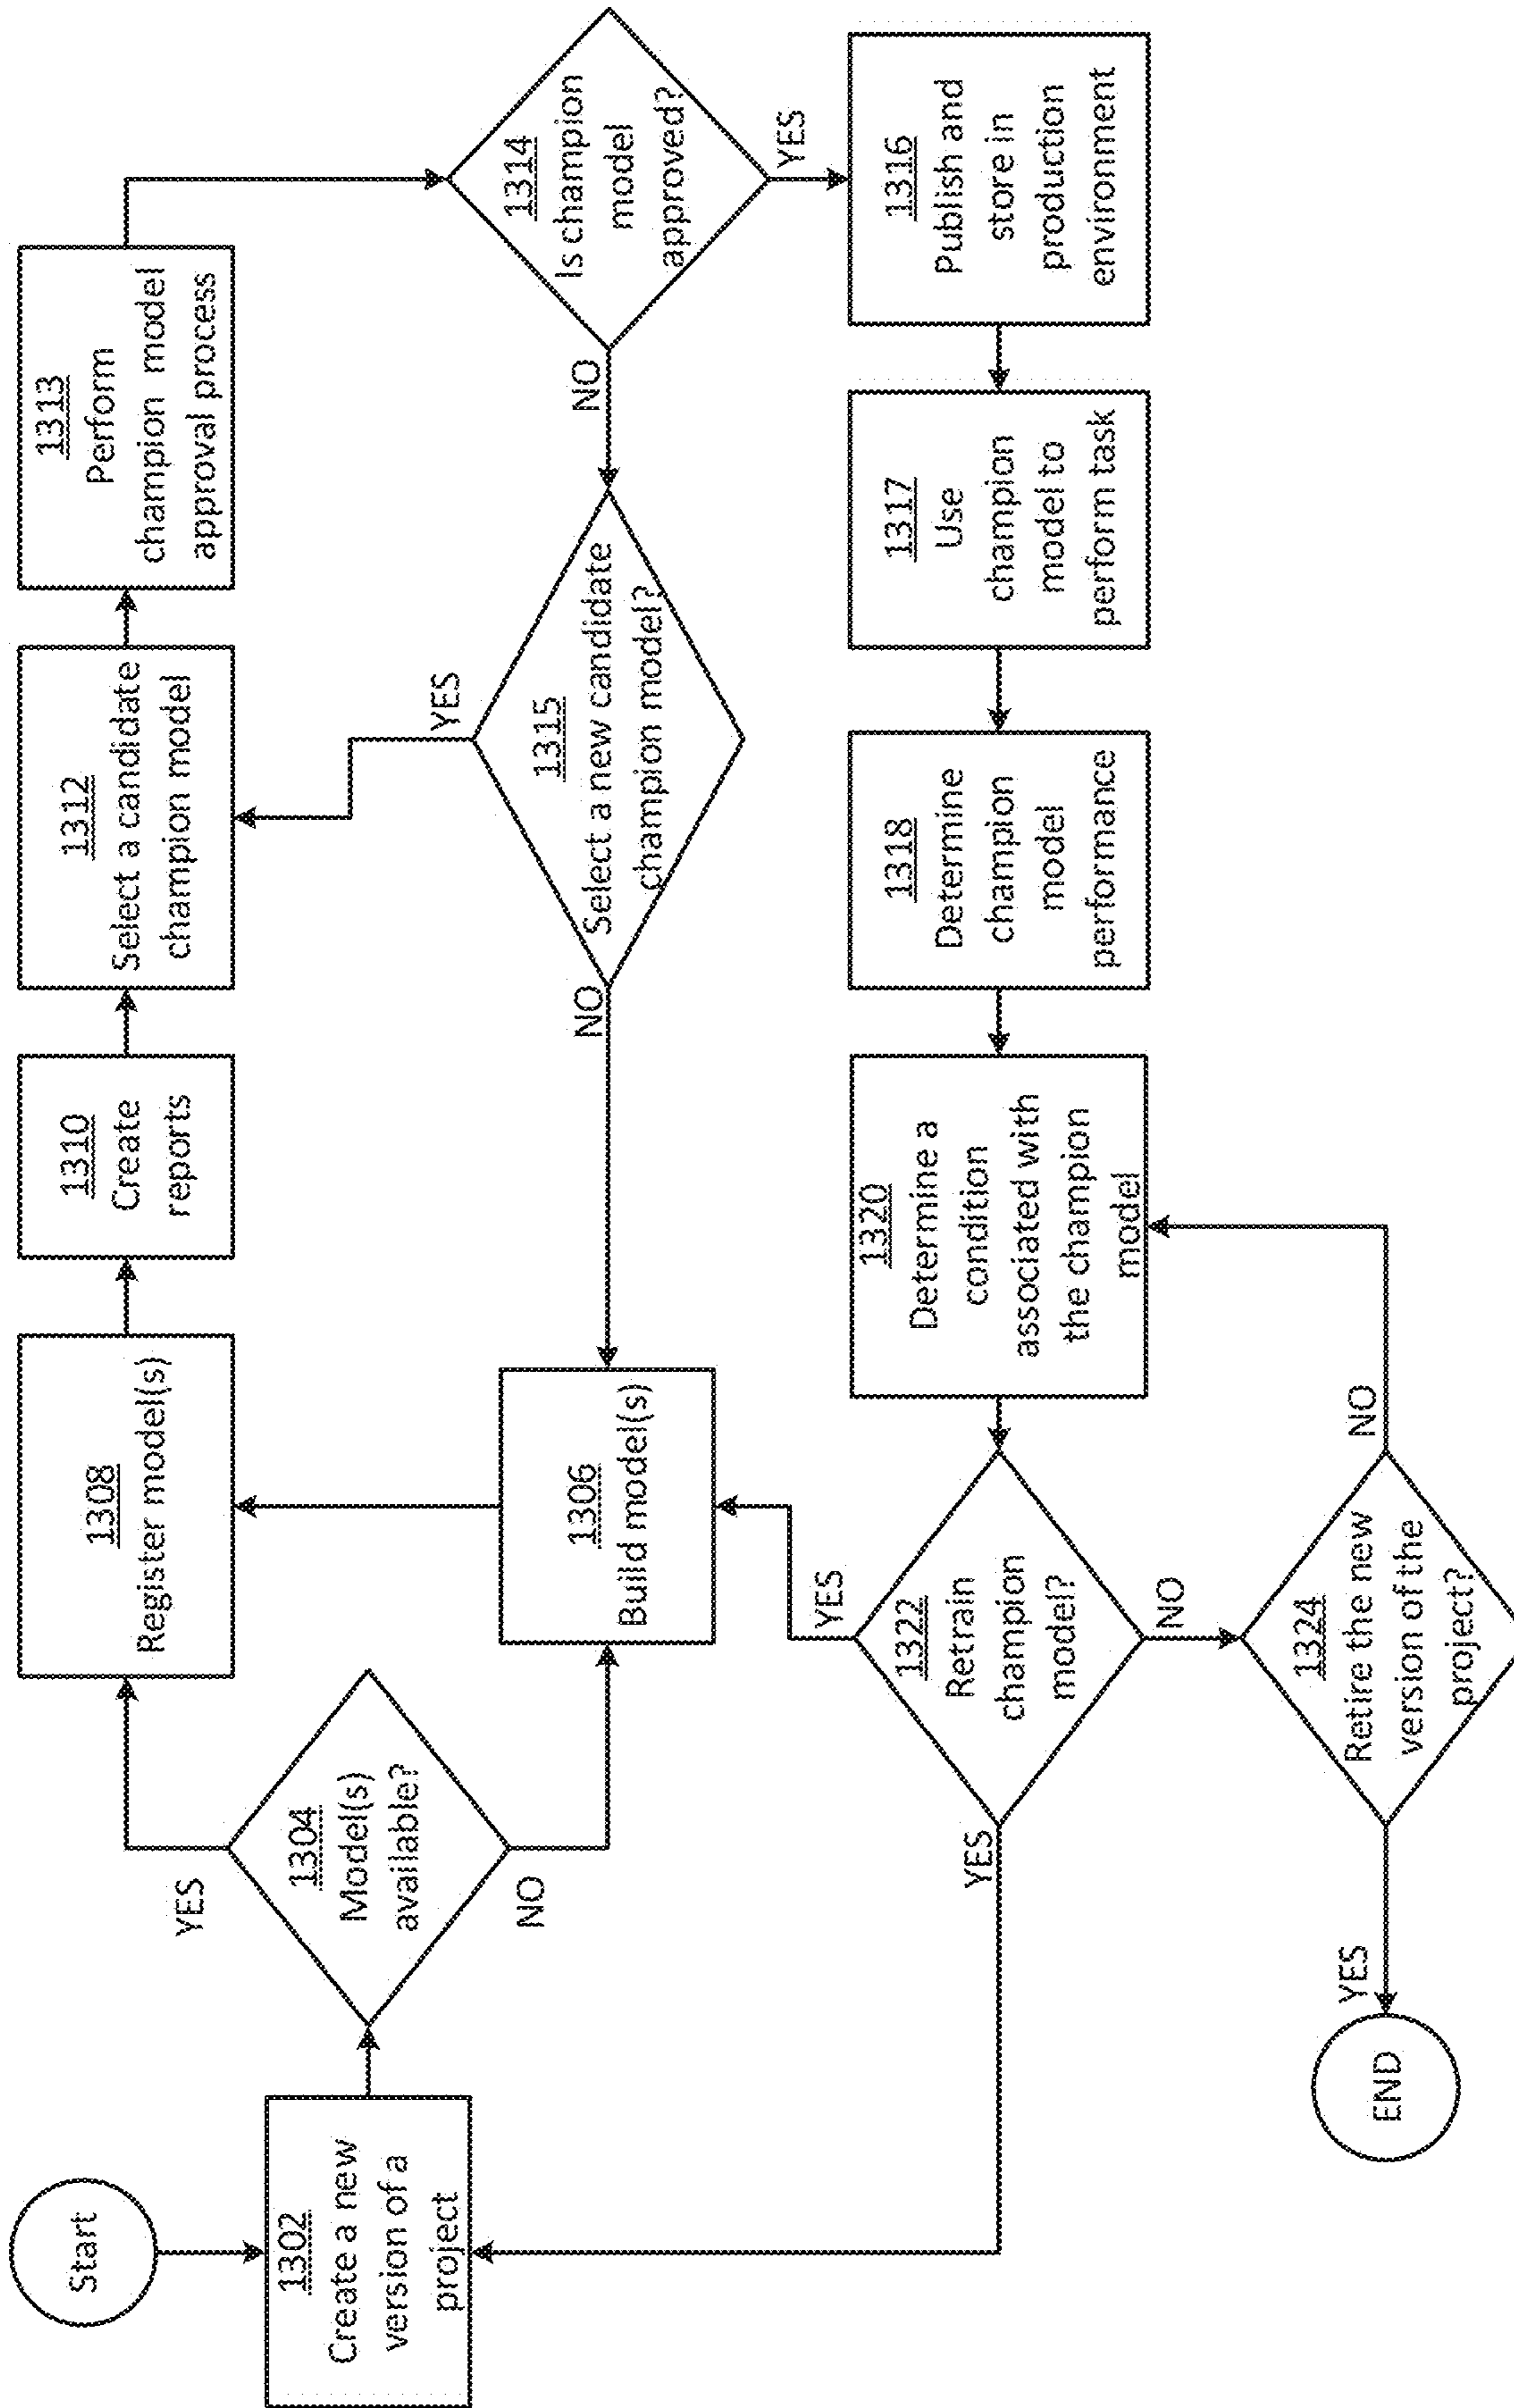 Start
1302
Create a new
version of a
project
1304
Model(s)
available?
YES
NO
1306
Build model(s)
1308
Register model(s)
1310
Create
reports
1312
Select a candidate
champion model
1313
Perform
champion model
approval process
1314
Is champion
model
approved?
NO
YES
1315
Select a new candidate
champion model?
YES
NO
1316
Publish and
store in
production
environment
1317
Use
champion
model to
perform task
1318
Determine
champion
model
performance
1320
Determine a
condition
associated with
the champion
model
1322
Retrain
champion
model?
YES
YES
NO
1324
Retire the new
version of the
project?
NO
YES
END